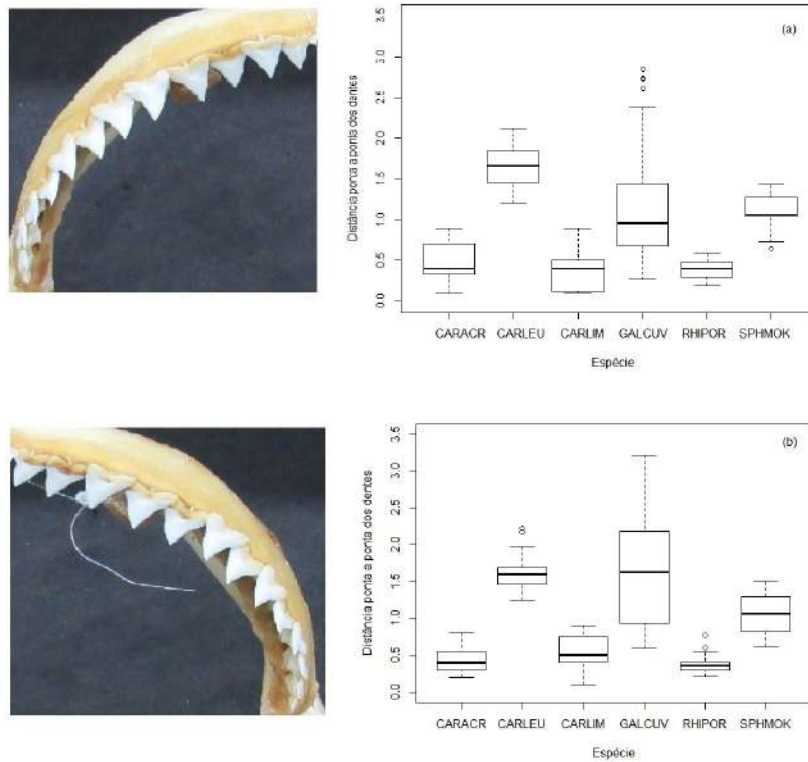 (a)
Distância ponta a ponta dos dentes
3.5
3.0
2.5
2.0
1.5
1.0
0.5
0.0
CARACR CARLEU CARLIM GALCUV RHIPOR SPHMOK
Espécie
(b)
Distância ponta a ponta dos dentes
3.5
3.0
2.5
2.0
1.5
1.0
0.5
0.0
CARACR CARLEU CARLIM GALCUV RHIPOR SPHMOK
Espécie